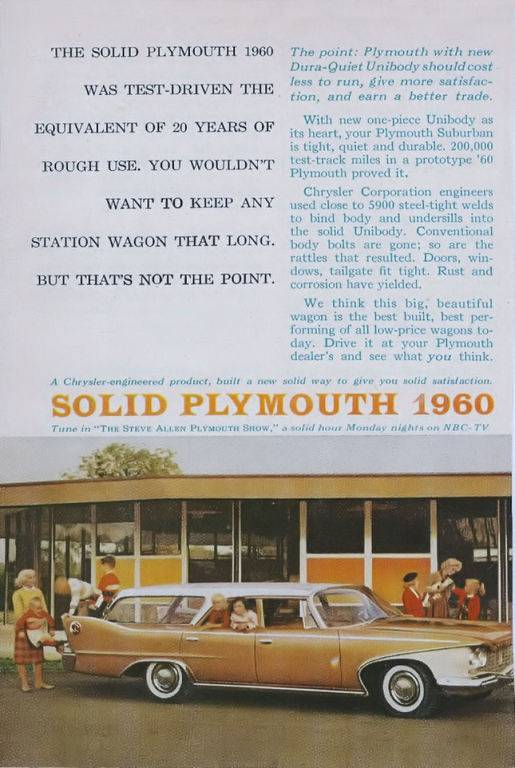 THE SOLID PLYMOUTH 1960
WAS TEST-DRIVEN THE
EQUIVALENT OF 20 YEARS OF
ROUGH USE. YOU WOULDN'T
WANT TO KEEP ANY
STATION WAGON THAT LONG.
BUT THAT'S NOT THE POINT.
The point: Plymouth with new
Dura-Quiet Unibody should cost
less to run, give more satisfac-
tion, and earn a better trade.
With new one-piece Unibody as
its heart, your Plymouth Suburban
is tight, quiet and durable. 200,000
test-track miles in a prototype '60
Plymouth proved it.
Chrysler Corporation engineers
used close to 5900 steel-tight welds
to bind body and undersills into
the solid Unibody. Conventional
body bolts are gone; so are the
rattles that resulted. Doors, win-
dows, tailgate fit tight. Rust and
corrosion have yielded.
We think this big, beautiful
wagon is the best built, best per-
forming of all low-price wagons to-
day. Drive it at your Plymouth
dealer's and see what you think.
A Chrysler-engineered product, built a new solid way to give you solid satisfaction.
SOLID PLYMOUTH 1960
Tune in "THE STEVE ALLEN PLYMOUTH SHOW," a solid hour Monday nights on NBC-TV